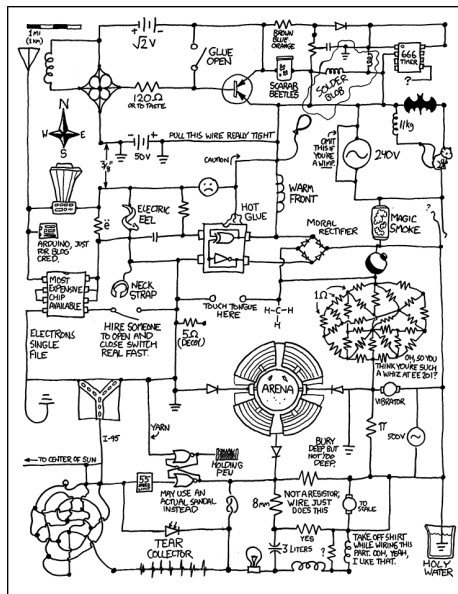 1 MI
(1 KM)
+ -
√2 V
GLUE
OPEN
BROWN
BLUE
ORANGE
666
TIMER
?
SCARAB
BEETLES
SOLDER
BLOB
120Ω
OR TO TASTE
N
W E
S
+ -
50V
PULL THIS WIRE REALLY TIGHT
3/8"
CAUTION
OMIT
THIS IF
YOU'RE
A WIMP
240V
11kg
?
ELECTRIC
EEL
HOT
GLUE
WARM
FRONT
MORAL
RECTIFIER
MAGIC
SMOKE
ë
ARDUINO, JUST
FOR BLOG
CRED.
MOST
EXPENSIVE
CHIP
AVAILABLE
NECK
STRAP
TOUCH TONGUE
HERE
H
H-C-H
H
1Ω
ELECTRONS
SINGLE
FILE
HIRE SOMEONE
TO OPEN AND
CLOSE SWITCH
REAL FAST.
5Ω
(DECOY)
OH, SO YOU
THINK YOU'RE SUCH
A WHIZ AT EE 201?
ARENA
VIBRATOR
I-95
YARN
BURY
DEEP, BUT
NOT TOO
DEEP.
π
500V
TO CENTER OF SUN
HOLDING
PEN
MAY USE AN
ACTUAL SANDAL
INSTEAD
NOT A RESISTOR,
WIRE JUST
DOES THIS
8mm
TO
SCALE
YES
?
3 LITERS
TAKE OFF SHIRT
WHILE WIRING THIS
PART. OOH, YEAH,
I LIKE THAT.
TEAR
COLLECTOR
HOLY
WATER